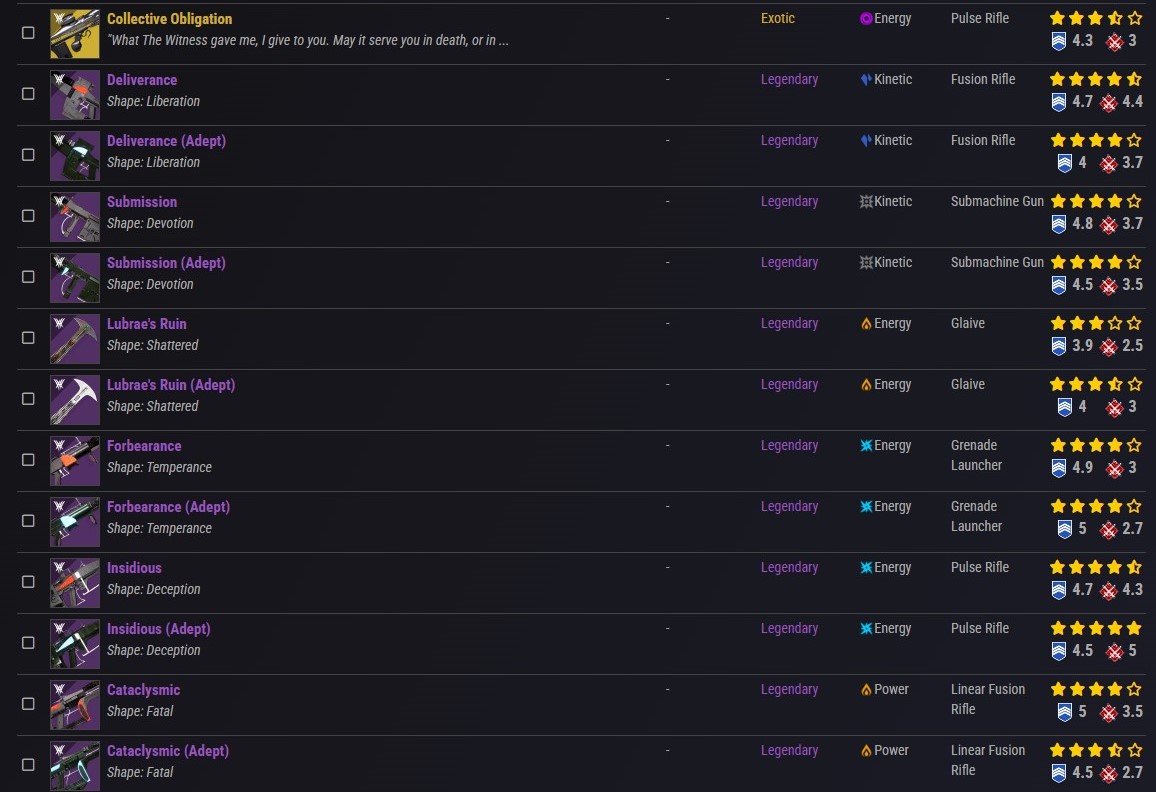 Collective Obligation - Exotic Energy Pulse Rifle
"What The Witness gave me, I give to you. May it serve you in death, or in ...
4.3 3
Deliverance - Legendary Kinetic Fusion Rifle
Shape: Liberation 4.7 4.4
Deliverance (Adept) - Legendary Kinetic Fusion Rifle
Shape: Liberation 4 3.7
Submission - Legendary Kinetic Submachine Gun
Shape: Devotion 4.8 3.7
Submission (Adept) - Legendary Kinetic Submachine Gun
Shape: Devotion 4.5 3.5
Lubrae's Ruin - Legendary Energy Glaive
Shape: Shattered 3.9 2.5
Lubrae's Ruin (Adept) - Legendary Energy Glaive
Shape: Shattered 4 3
Forbearance - Legendary Energy Grenade
Launcher
Shape: Temperance 4.9 3
Forbearance (Adept) - Legendary Energy Grenade
Launcher
Shape: Temperance 5 2.7
Insidious - Legendary Energy Pulse Rifle
Shape: Deception 4.7 4.3
Insidious (Adept) - Legendary Energy Pulse Rifle
Shape: Deception 4.5 5
Cataclysmic - Legendary Power Linear Fusion
Rifle
Shape: Fatal 5 3.5
Cataclysmic (Adept) - Legendary Power Linear Fusion
Rifle
Shape: Fatal 4.5 2.7